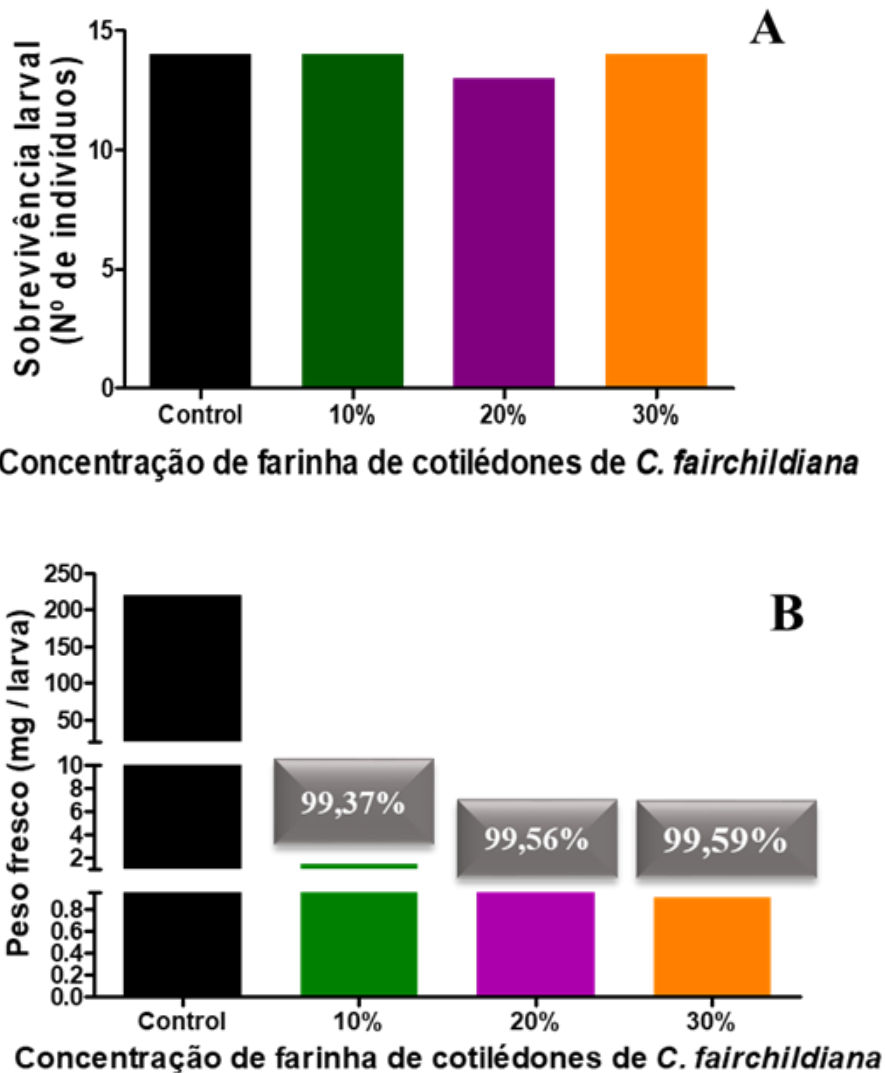 A
Sobrevivência larval
(Nº de indivíduos)
15
10
5
0
Control 10% 20% 30%
Concentração de farinha de cotilédones de C. fairchildiana
B
Peso fresco (mg / larva)
250
200
150
100
50
10
8
6
4
2
0.8
0.6
0.4
0.2
0.0
99,37%
99,56%
99,59%
Control 10% 20% 30%
Concentração de farinha de cotilédones de C. fairchildiana